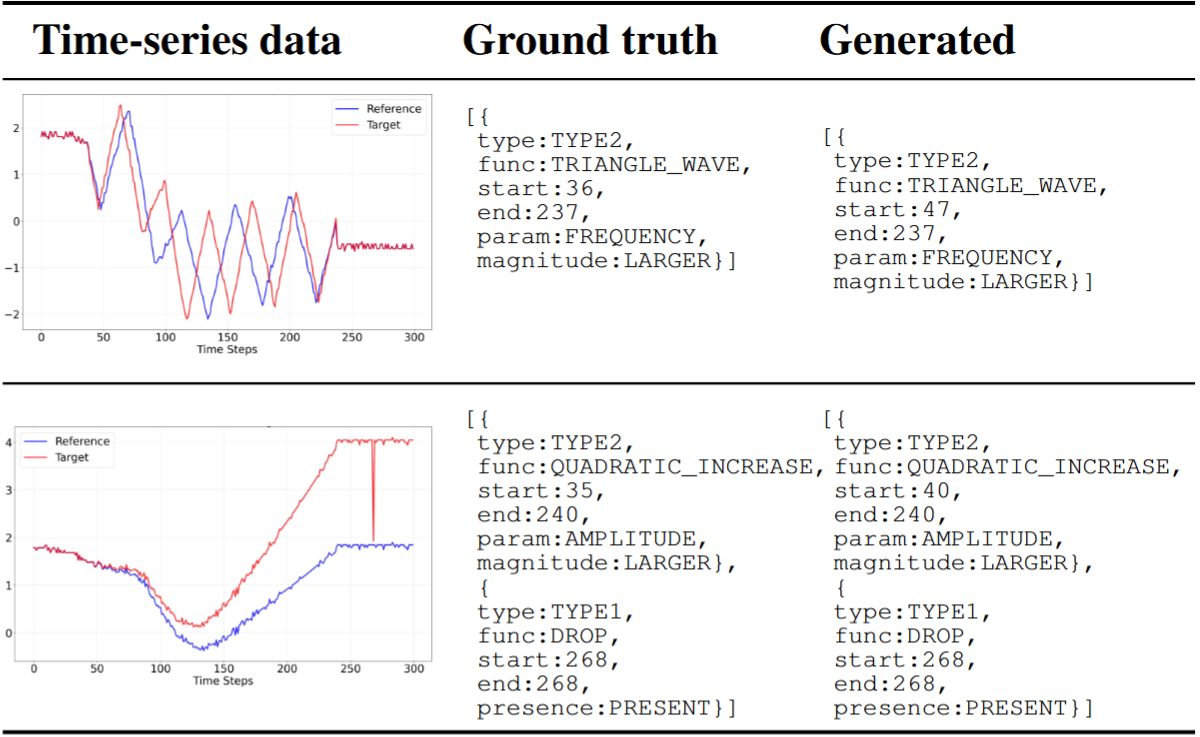 Time-series data Ground truth Generated
Reference
Target
2
1
0
−1
−2
0 50 100 150 200 250 300
Time Steps
[{
type:TYPE2,
func:TRIANGLE_WAVE,
start:36,
end:237,
param:FREQUENCY,
magnitude:LARGER}]
[{
type:TYPE2,
func:TRIANGLE_WAVE,
start:47,
end:237,
param:FREQUENCY,
magnitude:LARGER}]
Reference
Target
4
3
2
1
0
0 50 100 150 200 250 300
Time Steps
[{
type:TYPE2,
func:QUADRATIC_INCREASE,
start:35,
end:240,
param:AMPLITUDE,
magnitude:LARGER},
{
type:TYPE1,
func:DROP,
start:268,
end:268,
presence:PRESENT}]
[{
type:TYPE2,
func:QUADRATIC_INCREASE,
start:40,
end:240,
param:AMPLITUDE,
magnitude:LARGER},
{
type:TYPE1,
func:DROP,
start:268,
end:268,
presence:PRESENT}]